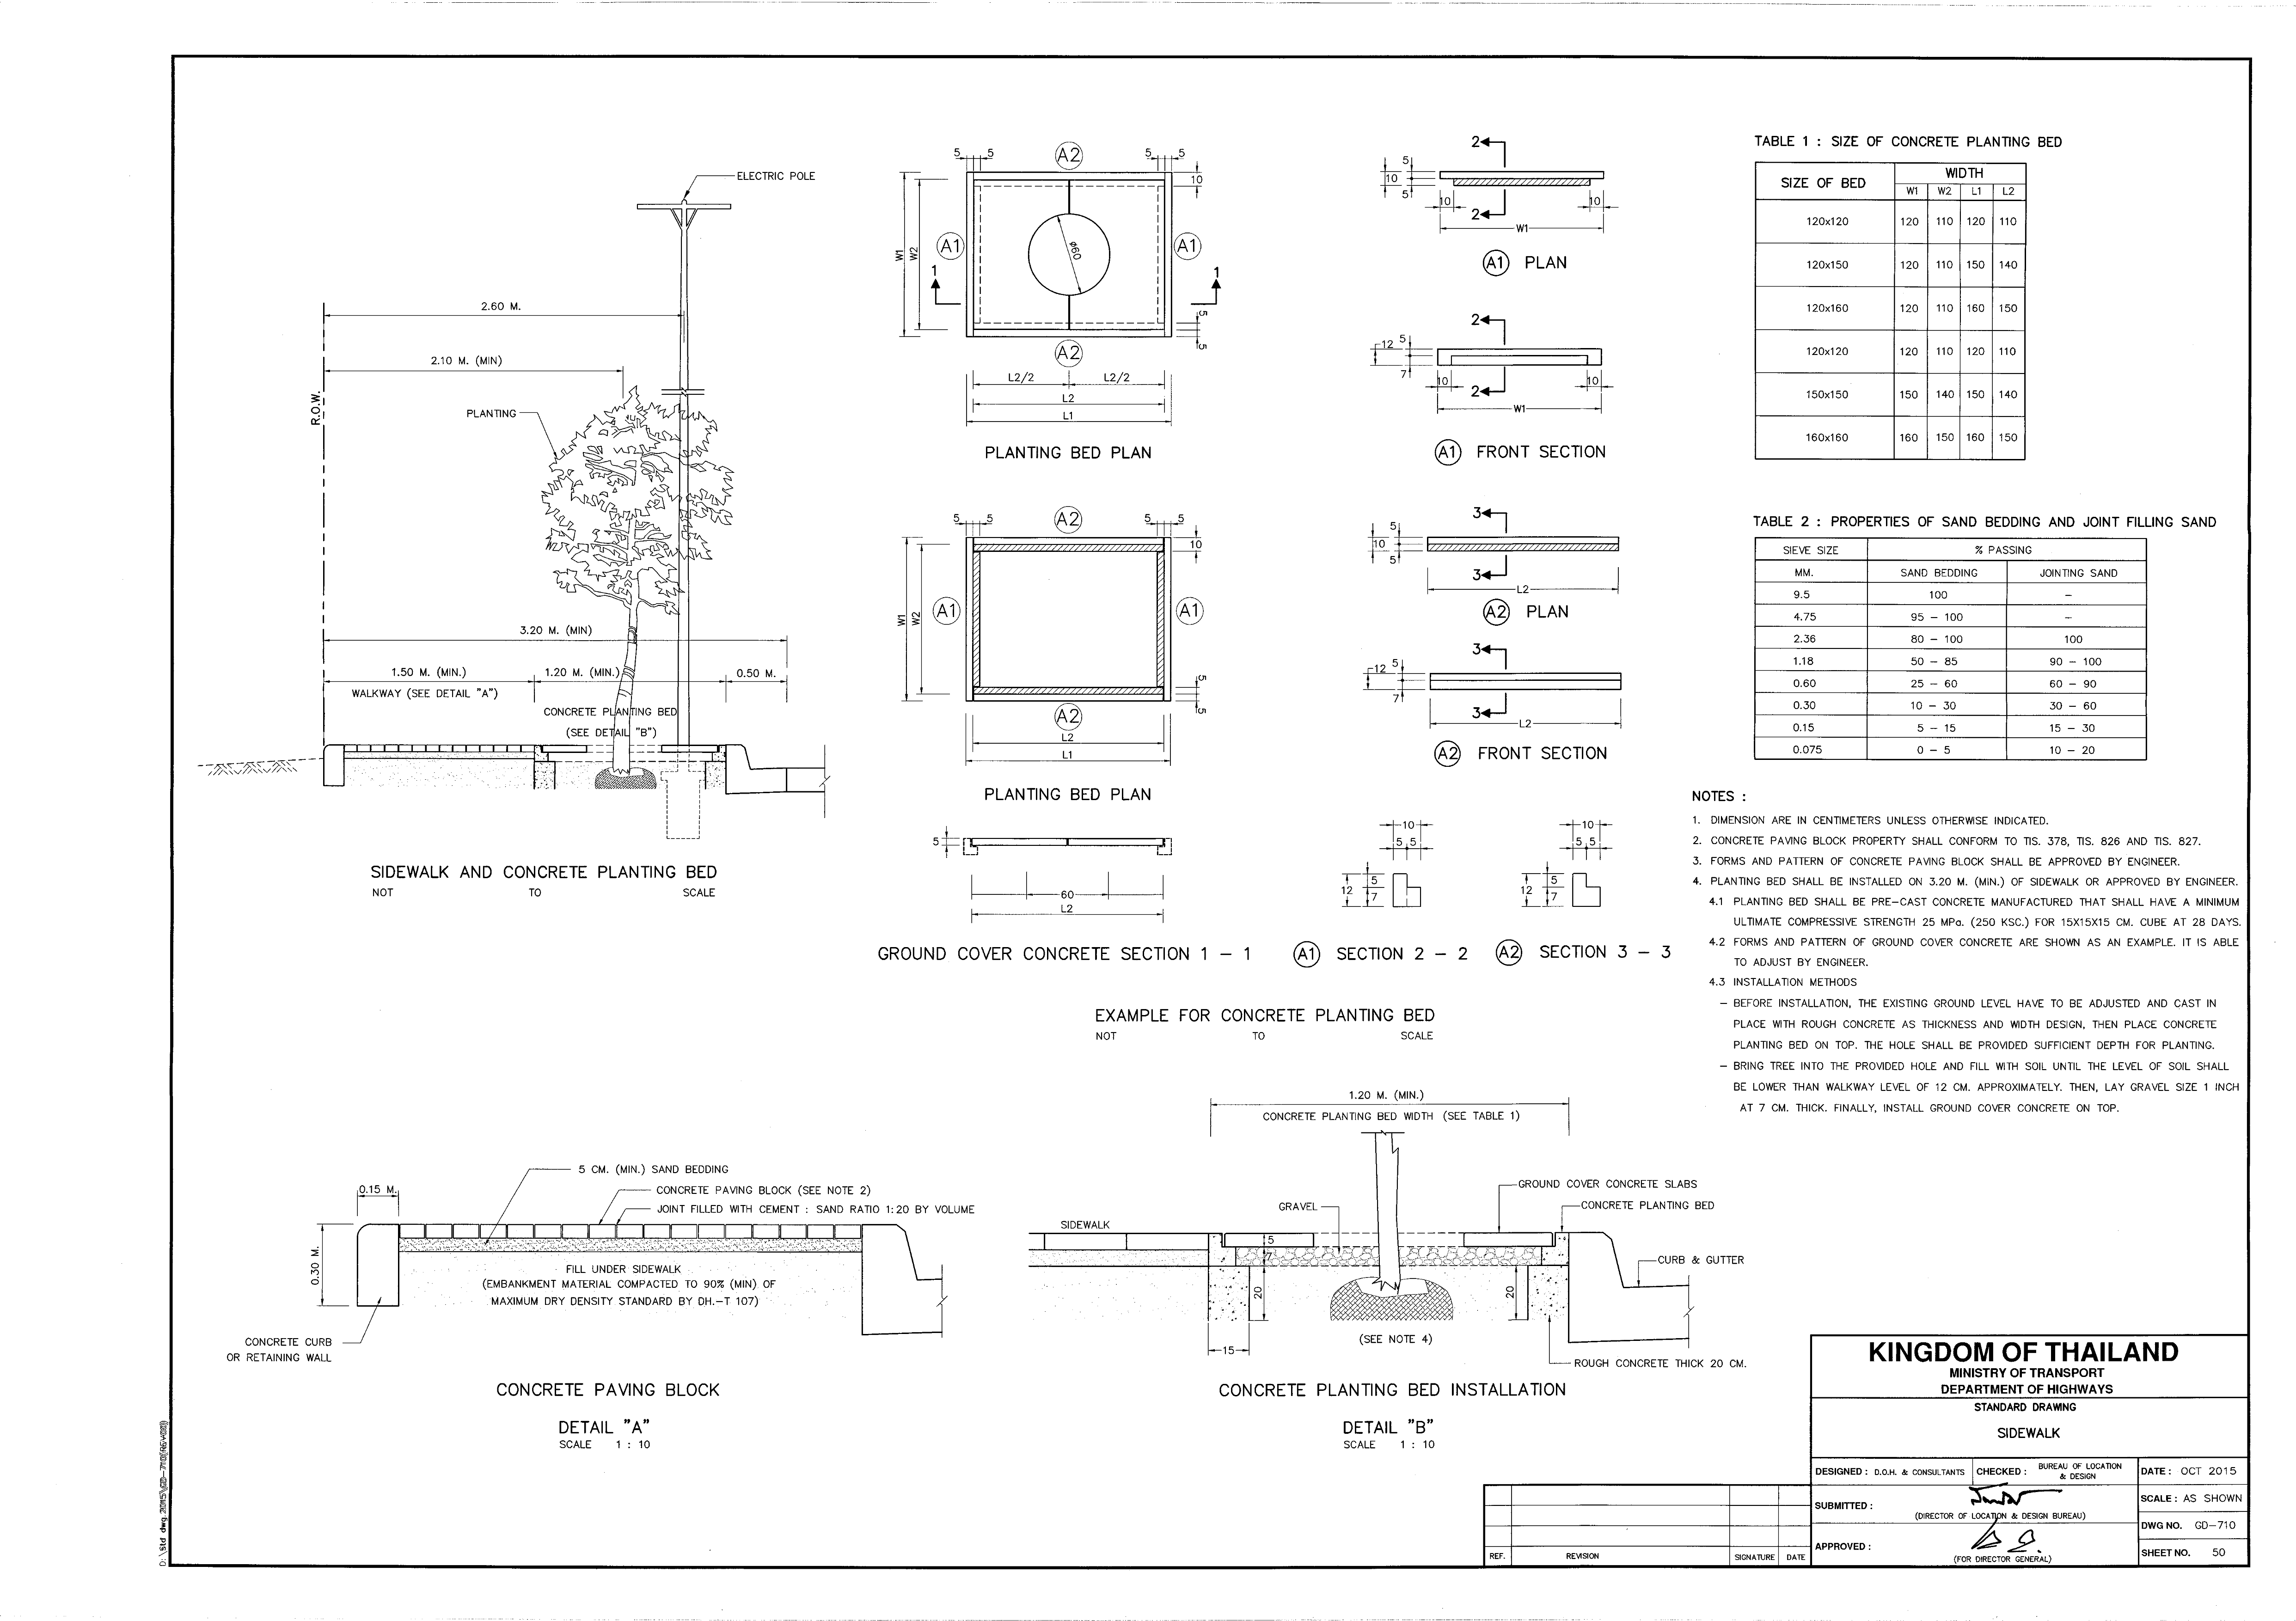 ELECTRIC POLE
2.60 M.
2.10 M. (MIN)
R.O.W.
PLANTING
3.20 M. (MIN)
1.50 M. (MIN.)
1.20 M. (MIN.)
0.50 M.
WALKWAY (SEE DETAIL "A")
CONCRETE PLANTING BED
(SEE DETAIL "B")
SIDEWALK AND CONCRETE PLANTING BED
NOT TO SCALE
5 5 A2 5 5
10
W1 W2 A1 ø60 A1
1 1
5
5
A2
L2/2 L2/2
L2
L1
PLANTING BED PLAN
5 5 A2 5 5
10
W1 W2 A1 A1
5
5
A2
L2
L1
PLANTING BED PLAN
5
60
L2
GROUND COVER CONCRETE SECTION 1 - 1
2
5
10
5
10 10
2
W1
A1 PLAN
2
12 5
7
10 10
2
W1
A1 FRONT SECTION
3
5
10
5
3
L2
A2 PLAN
3
12 5
7
3
L2
A2 FRONT SECTION
10
5 5
12 5
7
A1 SECTION 2 - 2
10
5 5
12 5
7
A2 SECTION 3 - 3
EXAMPLE FOR CONCRETE PLANTING BED
NOT TO SCALE
TABLE 1 : SIZE OF CONCRETE PLANTING BED
SIZE OF BED WIDTH
W1 W2 L1 L2
120x120 120 110 120 110
120x150 120 110 150 140
120x160 120 110 160 150
120x120 120 110 120 110
150x150 150 140 150 140
160x160 160 150 160 150
TABLE 2 : PROPERTIES OF SAND BEDDING AND JOINT FILLING SAND
SIEVE SIZE % PASSING
MM. SAND BEDDING JOINTING SAND
9.5 100 -
4.75 95 - 100 -
2.36 80 - 100 100
1.18 50 - 85 90 - 100
0.60 25 - 60 60 - 90
0.30 10 - 30 30 - 60
0.15 5 - 15 15 - 30
0.075 0 - 5 10 - 20
NOTES :
1. DIMENSION ARE IN CENTIMETERS UNLESS OTHERWISE INDICATED.
2. CONCRETE PAVING BLOCK PROPERTY SHALL CONFORM TO TIS. 378, TIS. 826 AND TIS. 827.
3. FORMS AND PATTERN OF CONCRETE PAVING BLOCK SHALL BE APPROVED BY ENGINEER.
4. PLANTING BED SHALL BE INSTALLED ON 3.20 M. (MIN.) OF SIDEWALK OR APPROVED BY ENGINEER.
4.1 PLANTING BED SHALL BE PRE-CAST CONCRETE MANUFACTURED THAT SHALL HAVE A MINIMUM
ULTIMATE COMPRESSIVE STRENGTH 25 MPa. (250 KSC.) FOR 15X15X15 CM. CUBE AT 28 DAYS.
4.2 FORMS AND PATTERN OF GROUND COVER CONCRETE ARE SHOWN AS AN EXAMPLE. IT IS ABLE
TO ADJUST BY ENGINEER.
4.3 INSTALLATION METHODS
- BEFORE INSTALLATION, THE EXISTING GROUND LEVEL HAVE TO BE ADJUSTED AND CAST IN
PLACE WITH ROUGH CONCRETE AS THICKNESS AND WIDTH DESIGN, THEN PLACE CONCRETE
PLANTING BED ON TOP. THE HOLE SHALL BE PROVIDED SUFFICIENT DEPTH FOR PLANTING.
- BRING TREE INTO THE PROVIDED HOLE AND FILL WITH SOIL UNTIL THE LEVEL OF SOIL SHALL
BE LOWER THAN WALKWAY LEVEL OF 12 CM. APPROXIMATELY. THEN, LAY GRAVEL SIZE 1 INCH
AT 7 CM. THICK. FINALLY, INSTALL GROUND COVER CONCRETE ON TOP.
5 CM. (MIN.) SAND BEDDING
0.15 M.
CONCRETE PAVING BLOCK (SEE NOTE 2)
JOINT FILLED WITH CEMENT : SAND RATIO 1:20 BY VOLUME
0.30 M.
FILL UNDER SIDEWALK
(EMBANKMENT MATERIAL COMPACTED TO 90% (MIN) OF
MAXIMUM DRY DENSITY STANDARD BY DH.-T 107)
CONCRETE CURB
OR RETAINING WALL
CONCRETE PAVING BLOCK
DETAIL "A"
SCALE 1 : 10
1.20 M. (MIN.)
CONCRETE PLANTING BED WIDTH (SEE TABLE 1)
GROUND COVER CONCRETE SLABS
GRAVEL
CONCRETE PLANTING BED
SIDEWALK
5
7
CURB & GUTTER
20 20
(SEE NOTE 4)
15
ROUGH CONCRETE THICK 20 CM.
CONCRETE PLANTING BED INSTALLATION
DETAIL "B"
SCALE 1 : 10
KINGDOM OF THAILAND
MINISTRY OF TRANSPORT
DEPARTMENT OF HIGHWAYS
STANDARD DRAWING
SIDEWALK
DESIGNED : D.O.H. & CONSULTANTS CHECKED : BUREAU OF LOCATION
& DESIGN
DATE : OCT 2015
SUBMITTED :
(DIRECTOR OF LOCATION & DESIGN BUREAU)
SCALE : AS SHOWN
DWG NO. GD-710
APPROVED :
(FOR DIRECTOR GENERAL)
SHEET NO. 50
REF. REVISION SIGNATURE DATE